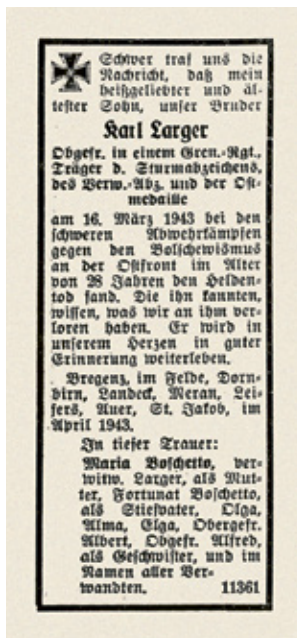 Schwer traf uns die
Nachricht, daß mein
heißgeliebter und äl-
tester Sohn, unser Bruder
Karl Larger
Obgefr. in einem Gren.-Rgt.,
Träger d. Sturmabzeichens,
des Verw.-Abz. und der Ost-
medaille
am 16. März 1943 bei den
schweren Abwehrkämpfen
gegen den Bolschewismus
an der Ostfront im Alter
von 28 Jahren den Helden-
tod fand. Die ihn kannten,
wissen, was wir an ihm ver-
loren haben. Er wird in
unserem Herzen in guter
Erinnerung weiterleben.
Bregenz, im Felde, Dorn-
birn, Landeck, Meran, Lei-
fers, Auer, St. Jakob, im
April 1943.
In tiefer Trauer:
Maria Boschetto, ver-
witw. Larger, als Mut-
ter, Fortunat Boschetto,
als Stiefvater, Olga,
Alma, Elga, Obergefr.
Albert, Obgefr. Alfred,
als Geschwister, und im
Namen aller Ver-
wandten. 11361